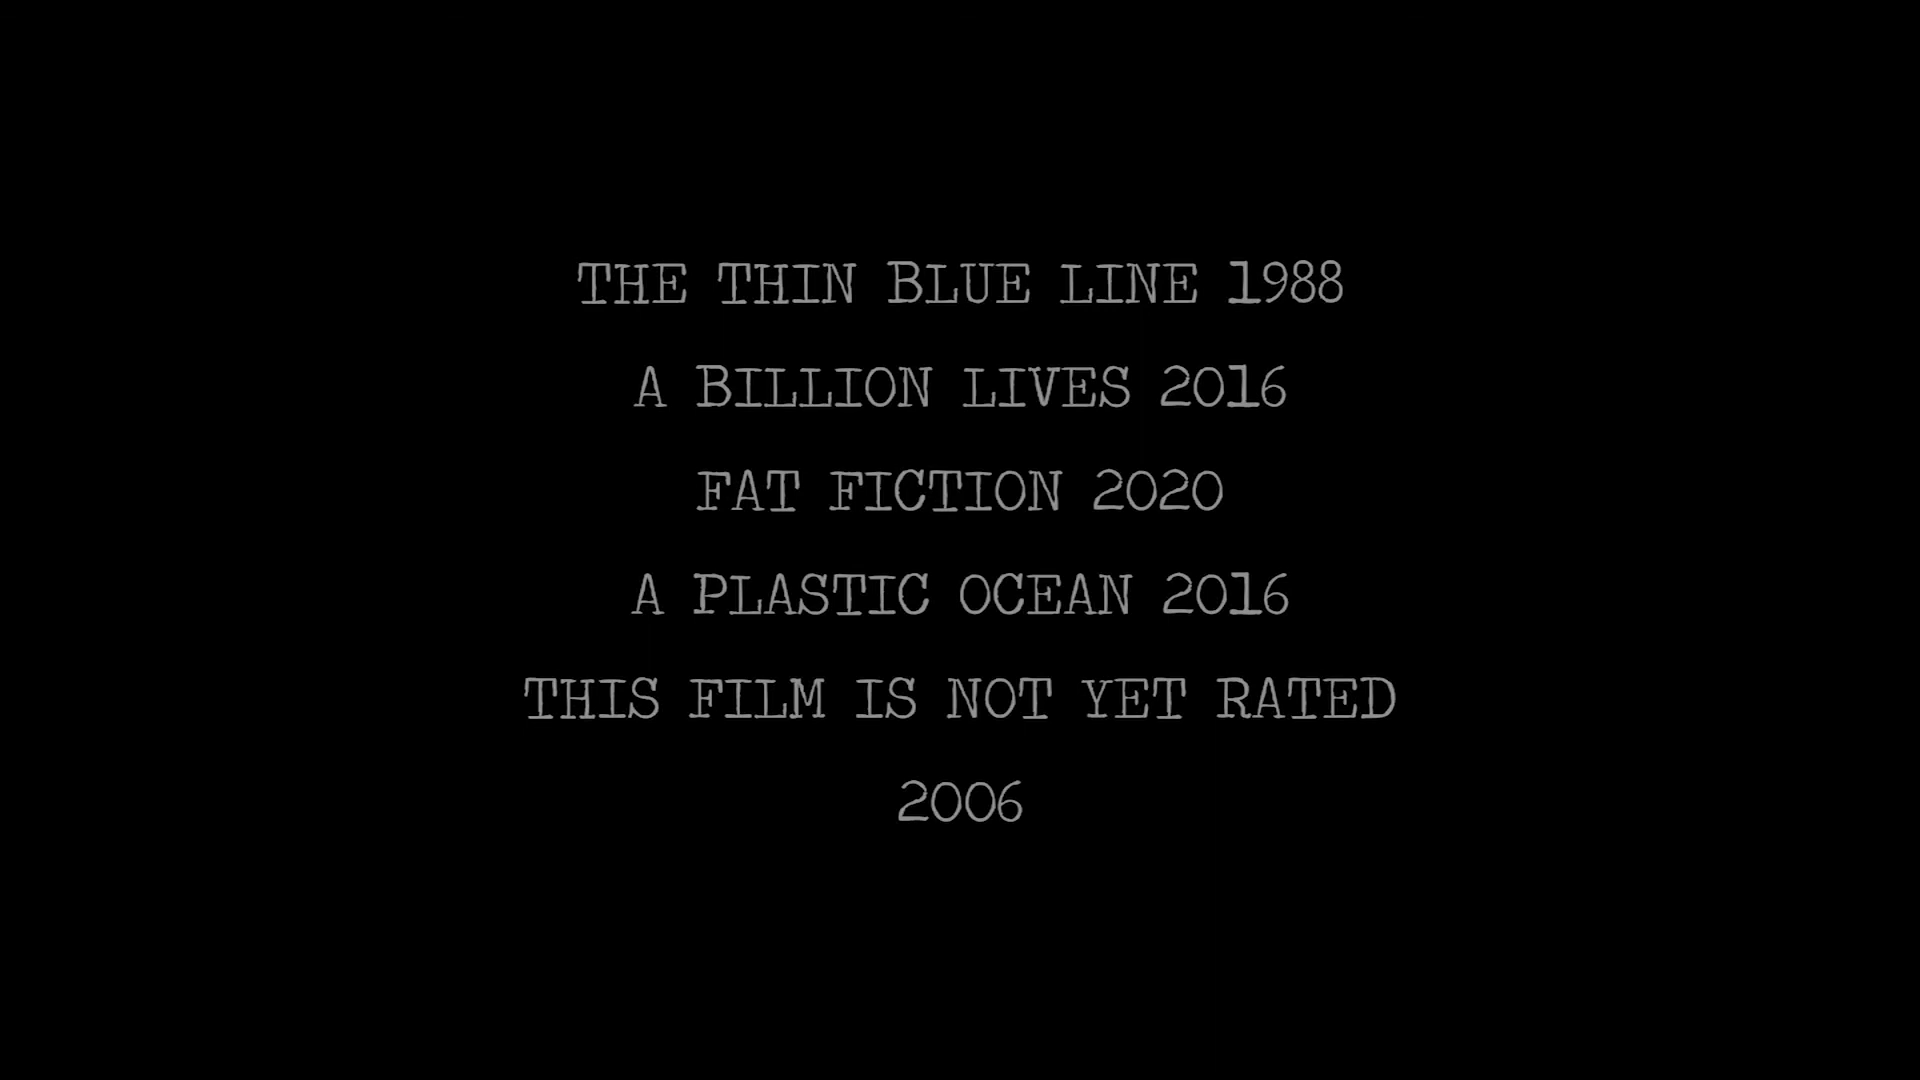 THE THIN BLUE LINE 1988
A BILLION LIVES 2016
FAT FICTION 2020
A PLASTIC OCEAN 2016
THIS FILM IS NOT YET RATED
2006